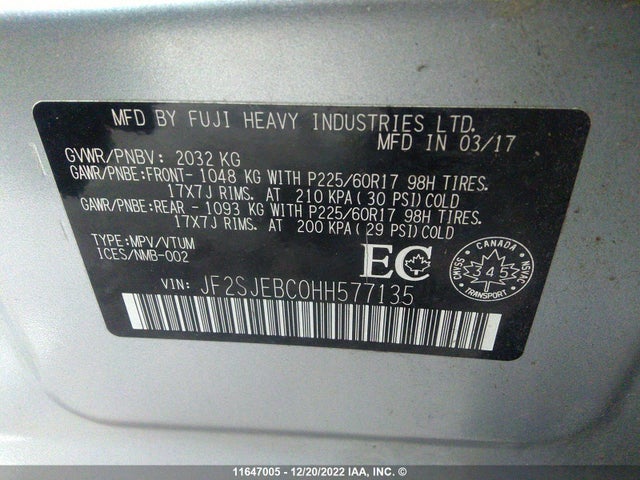 MFD BY FUJI HEAVY INDUSTRIES LTD.
MFD IN 03/17
GVWR/PNBV: 2032 KG
GAWR/PNBE:FRONT- 1048 KG WITH P225/60R17 98H TIRES.
17X7J RIMS. AT 210 KPA( 30 PSI) COLD
GAWR/PNBE:REAR - 1093 KG WITH P225/60R17 98H TIRES.
17X7J RIMS. AT 200 KPA( 29 PSI) COLD
TYPE:MPV/VTUM
ICES/NMB-002
EC
CANADA
CMVSS 345 NSVAC
VIN: JF2SJEBC0HH577135
11647005 - 12/20/2022 IAA, INC. ©